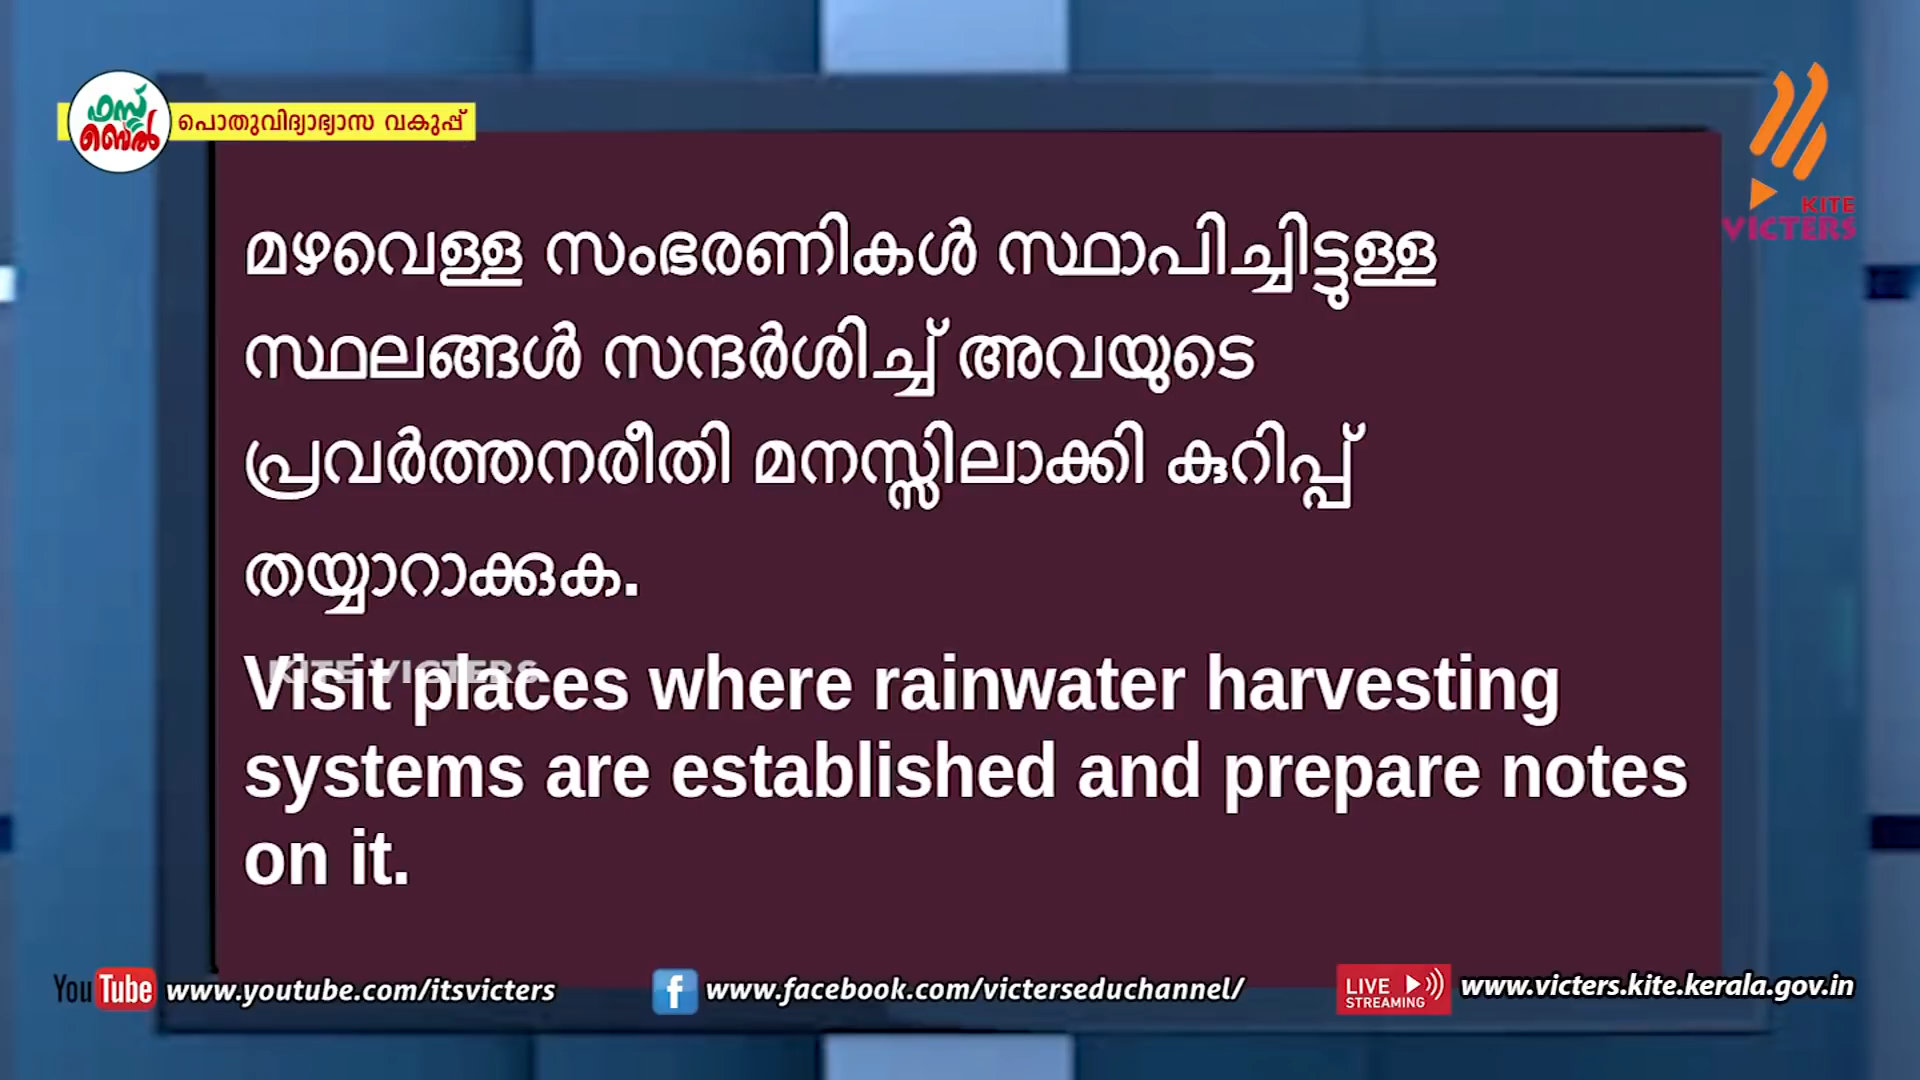 ഫസ്റ്റ്
ബെൽ
പൊതുവിദ്യാഭ്യാസ വകുപ്പ്
KITE
VICTERS
മഴവെള്ള സംഭരണികൾ സ്ഥാപിച്ചിട്ടുള്ള
സ്ഥലങ്ങൾ സന്ദർശിച്ച് അവയുടെ
പ്രവർത്തനരീതി മനസ്സിലാക്കി കുറിപ്പ്
തയ്യാറാക്കുക.
KITE VICTERS
Visit places where rainwater harvesting
systems are established and prepare notes
on it.
YouTube www.youtube.com/itsvicters
f www.facebook.com/victerseduchannel/
LIVE
STREAMING
www.victers.kite.kerala.gov.in